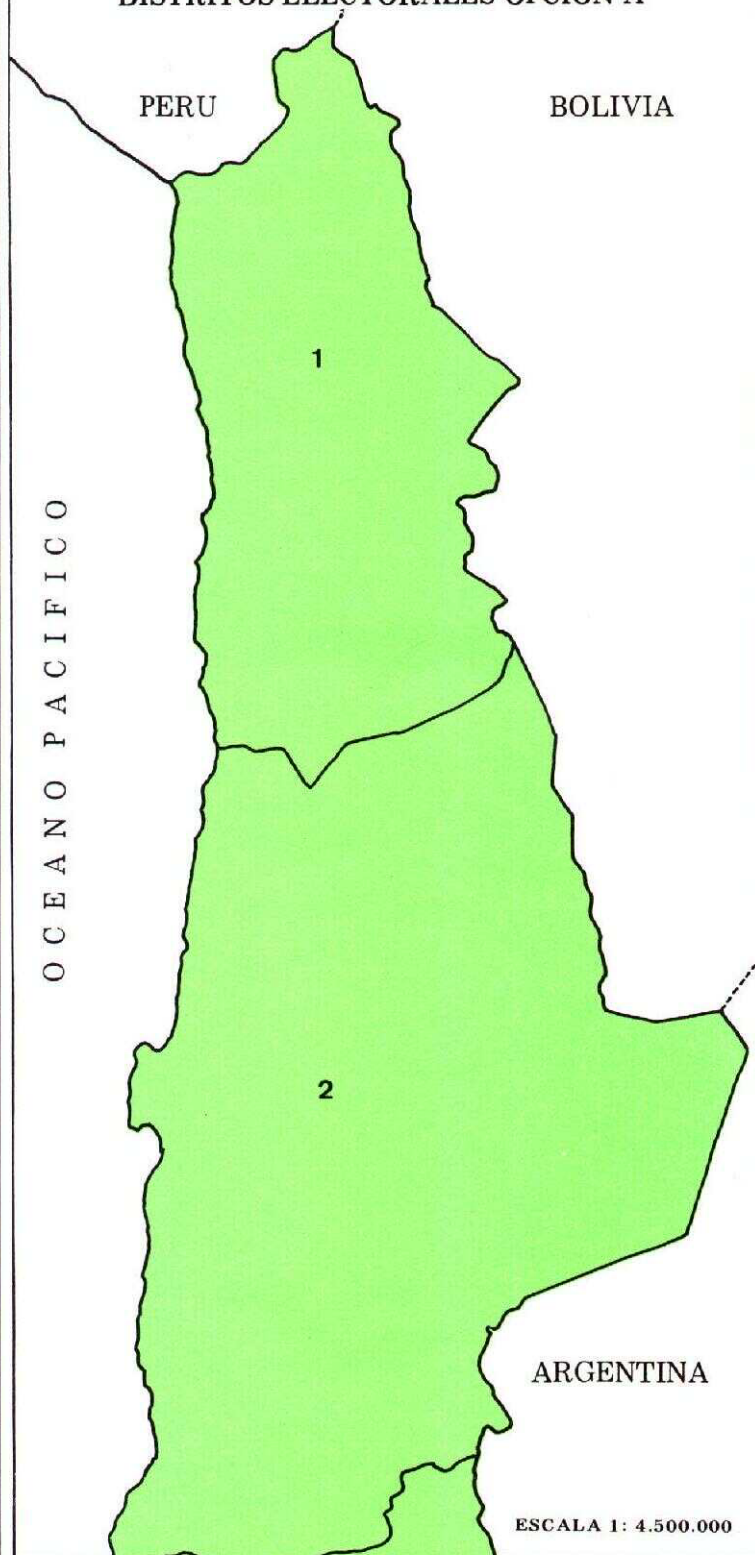 DISTRITOS ELECTORALES OPCION A
PERU
BOLIVIA
1
OCEANO PACIFICO
2
ARGENTINA
ESCALA 1: 4.500.000